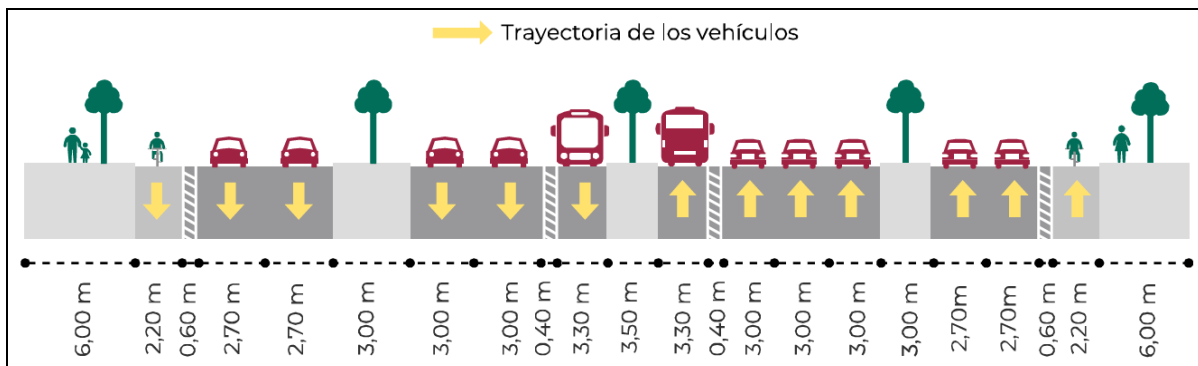 Trayectoria de los vehículos
6,00 m
2,20 m
0,60 m
2,70 m
2,70 m
3,00 m
3,00 m
3,00 m
0,40 m
3,30 m
3,50 m
3,30 m
0,40 m
3,00 m
3,00 m
3,00 m
3,00 m
2,70m
2,70m
0,60 m
2,20 m
6,00 m